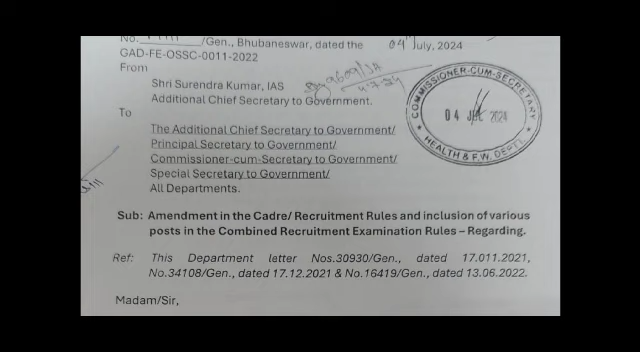 No. /Gen., Bhubaneswar, dated the 04th July, 2024
GAD-FE-OSSC-0011-2022
From
Shri Surendra Kumar, IAS
Additional Chief Secretary to Government.
To
The Additional Chief Secretary to Government/
Principal Secretary to Government/
Commissioner-cum-Secretary to Government/
Special Secretary to Government/
All Departments.
COMMISSIONER-CUM-SECRETARY
04 JUL 2024
HEALTH & F.W. DEPTT.
Sub: Amendment in the Cadre/ Recruitment Rules and inclusion of various
posts in the Combined Recruitment Examination Rules – Regarding.
Ref: This Department letter Nos.30930/Gen., dated 17.011.2021,
No.34108/Gen., dated 17.12.2021 & No.16419/Gen., dated 13.06.2022.
Madam/Sir,